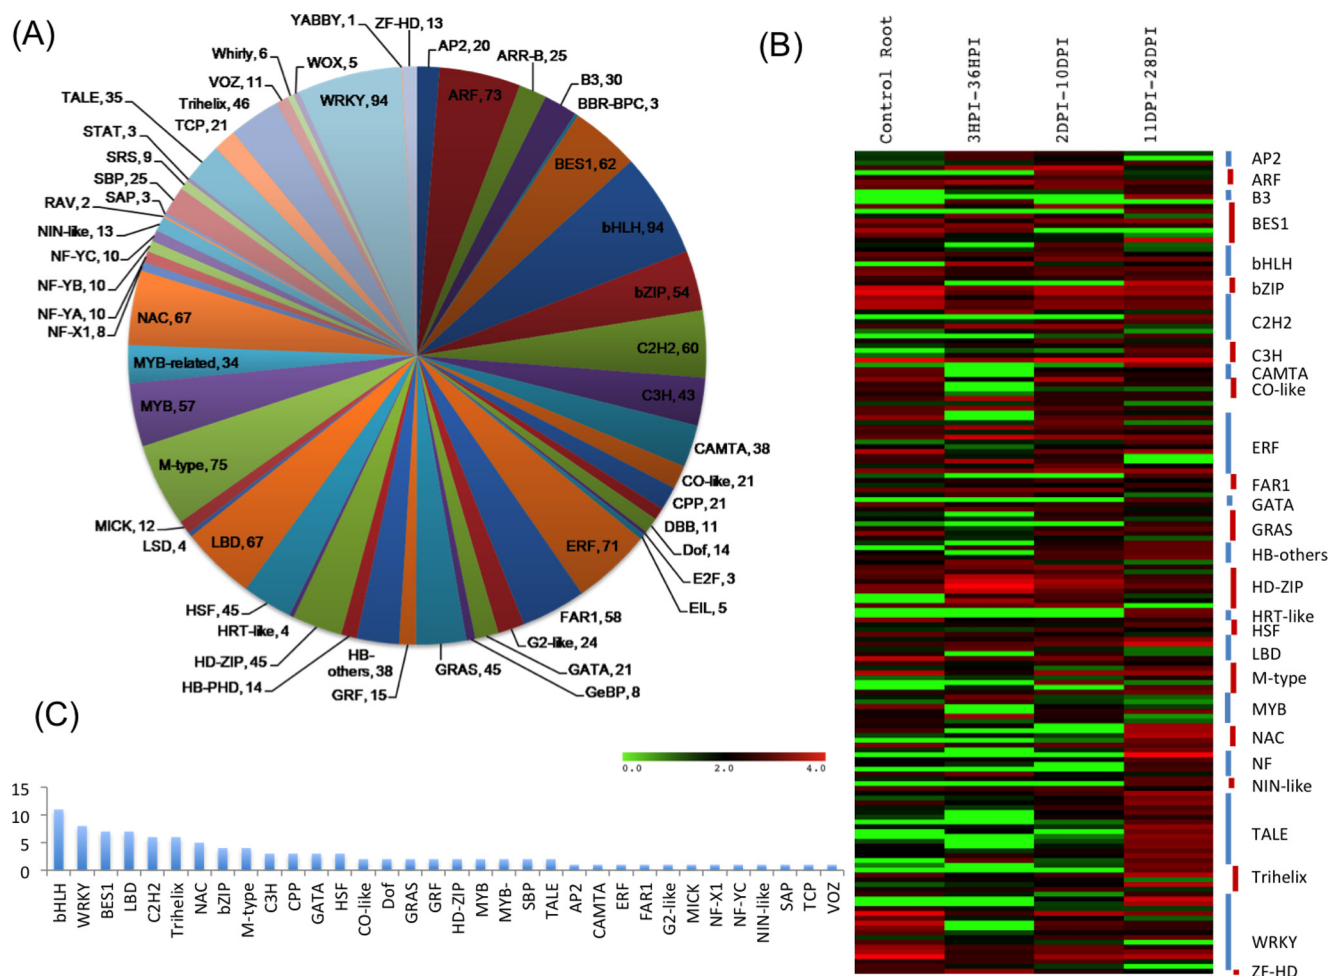 (A)
YABBY, 1
ZF-HD, 13
AP2, 20
ARR-B, 25
B3, 30
BBR-BPC, 3
ARF, 73
BES1, 62
bHLH, 94
bZIP, 54
C2H2, 60
C3H, 43
CAMTA, 38
CO-like, 21
CPP, 21
DBB, 11
Dof, 14
E2F, 3
EIL, 5
ERF, 71
FAR1, 58
G2-like, 24
GATA, 21
GeBP, 8
GRAS, 45
GRF, 15
HB-
others, 38
HB-PHD, 14
HD-ZIP, 45
HRT-like, 4
HSF, 45
LBD, 67
LSD, 4
MICK, 12
M-type, 75
MYB, 57
MYB-related, 34
NAC, 67
NF-X1, 8
NF-YA, 10
NF-YB, 10
NF-YC, 10
NIN-like, 13
RAV, 2
SAP, 3
SBP, 25
SRS, 9
STAT, 3
TALE, 35
TCP, 21
Trihelix, 46
VOZ, 11
Whirly, 6
WOX, 5
WRKY, 94
(B)
Control Root
3HPI-36HPI
2DPI-10DPI
11DPI-28DPI
AP2
ARF
B3
BES1
bHLH
bZIP
C2H2
C3H
CAMTA
CO-like
ERF
FAR1
GATA
GRAS
HB-others
HD-ZIP
HRT-like
HSF
LBD
M-type
MYB
NAC
NF
NIN-like
TALE
Trihelix
WRKY
ZF-HD
0.0 2.0 4.0
(C)
15
10
5
0
bHLH
WRKY
BES1
LBD
C2H2
Trihelix
NAC
bZIP
M-type
C3H
CPP
GATA
HSF
CO-like
Dof
GRAS
GRF
HD-ZIP
MYB
MYB-
SBP
TALE
AP2
CAMTA
ERF
FAR1
G2-like
MICK
NF-X1
NF-YC
NIN-like
SAP
TCP
VOZ